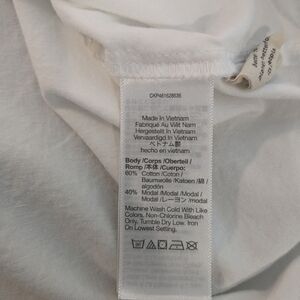 Made In Vietnam
Fabriqué Au Viêt Nam
Hergestellt In Vietnam
Vervaardigd In Vietnam
ベトナム製
hecho en vietnam
Body /Corps /Oberteil /
Romp /本体 /Cuerpo:
60% Cotton /Coton /
Baumwolle /Katoen /綿 /
algodón
40% Modal /Modal /Modal /
Modal /レーヨン /modal
Machine Wash Cold With Like
Colors, Non-Chlorine Bleach
Only, Tumble Dry Low, Iron
On Lowest Setting.